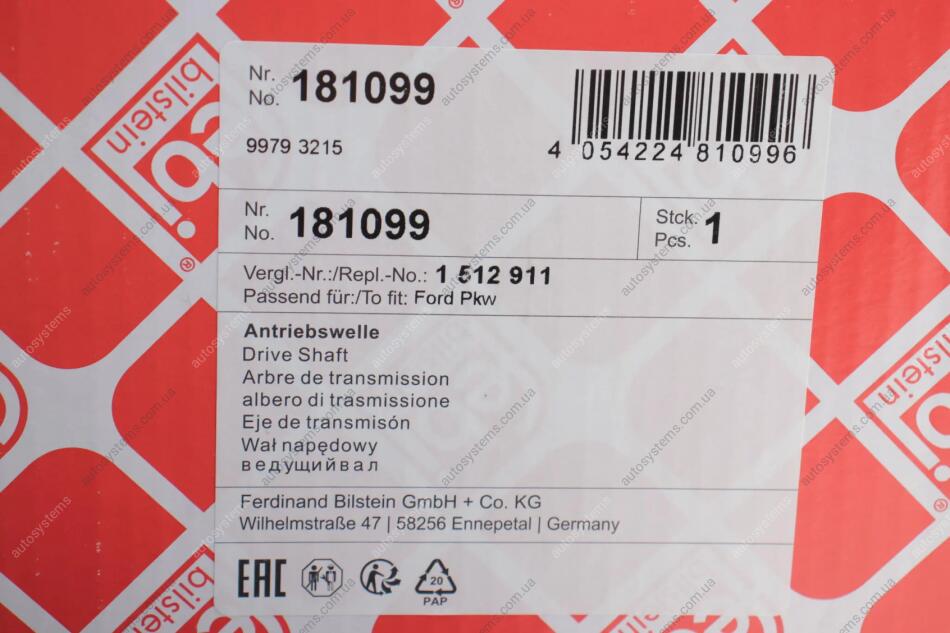 Nr.
No. 181099
9979 3215
4 054224 810996
Nr.
No. 181099
Stck.
Pcs. 1
Vergl.-Nr.:/Repl.-No.: 1 512 911
Passend für:/To fit: Ford Pkw
Antriebswelle
Drive Shaft
Arbre de transmission
albero di trasmissione
Eje de transmisón
Wał napędowy
ведущийвал
Ferdinand Bilstein GmbH + Co. KG
Wilhelmstraße 47 | 58256 Ennepetal | Germany
EAC
20
PAP
bilstein
bilstein
bilstein
autosystems.com.ua